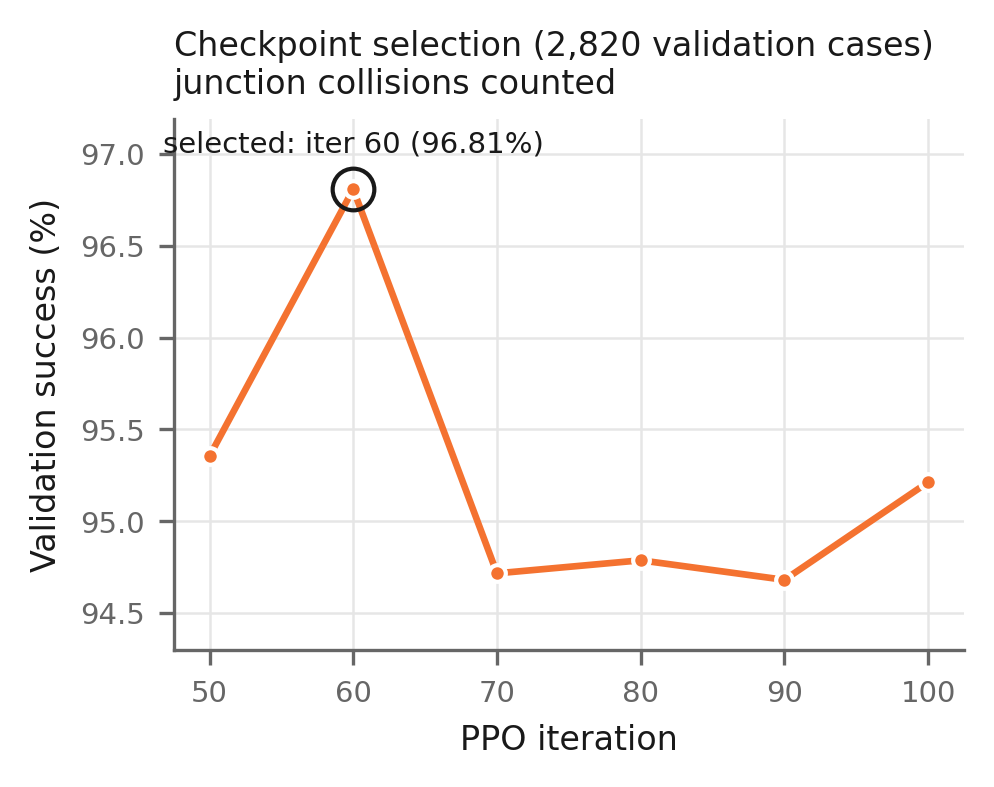 Checkpoint selection (2,820 validation cases)
junction collisions counted
selected: iter 60 (96.81%)
Validation success (%)
97.0
96.5
96.0
95.5
95.0
94.5
50 60 70 80 90 100
PPO iteration